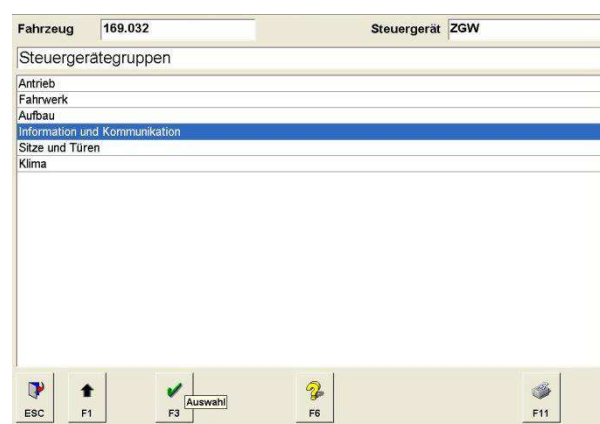 Fahrzeug 169.032 Steuergerät ZGW
Steuergerätegruppen
Antrieb
Fahrwerk
Aufbau
Information und Kommunikation
Sitze und Türen
Klima
Auswahl
ESC F1 F3 F6 F11